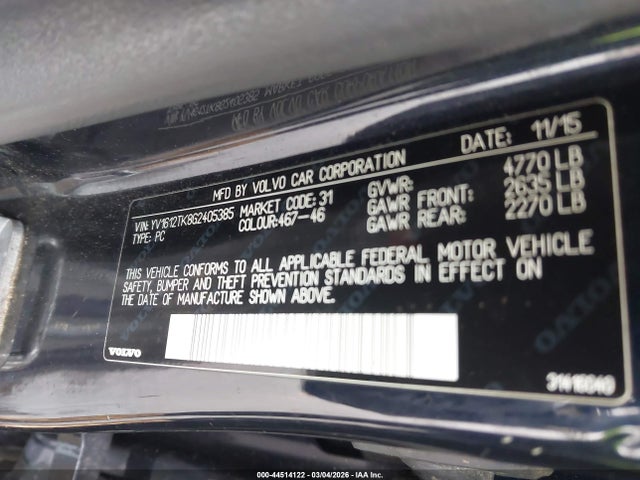 DATE: 11/15
MFD BY VOLVO CAR CORPORATION
VIN: YV1612TK8G2405385 MARKET CODE: 31 GVWR: 4770 LB
TYPE: PC COLOUR:467-46 GAWR FRONT: 2635 LB
GAWR REAR: 2270 LB
THIS VEHICLE CONFORMS TO ALL APPLICABLE FEDERAL MOTOR VEHICLE
SAFETY, BUMPER AND THEFT PREVENTION STANDARDS IN EFFECT ON
THE DATE OF MANUFACTURE SHOWN ABOVE.
VOLVO
31416040
000-44514122 — 03/04/2026 — IAA Inc.